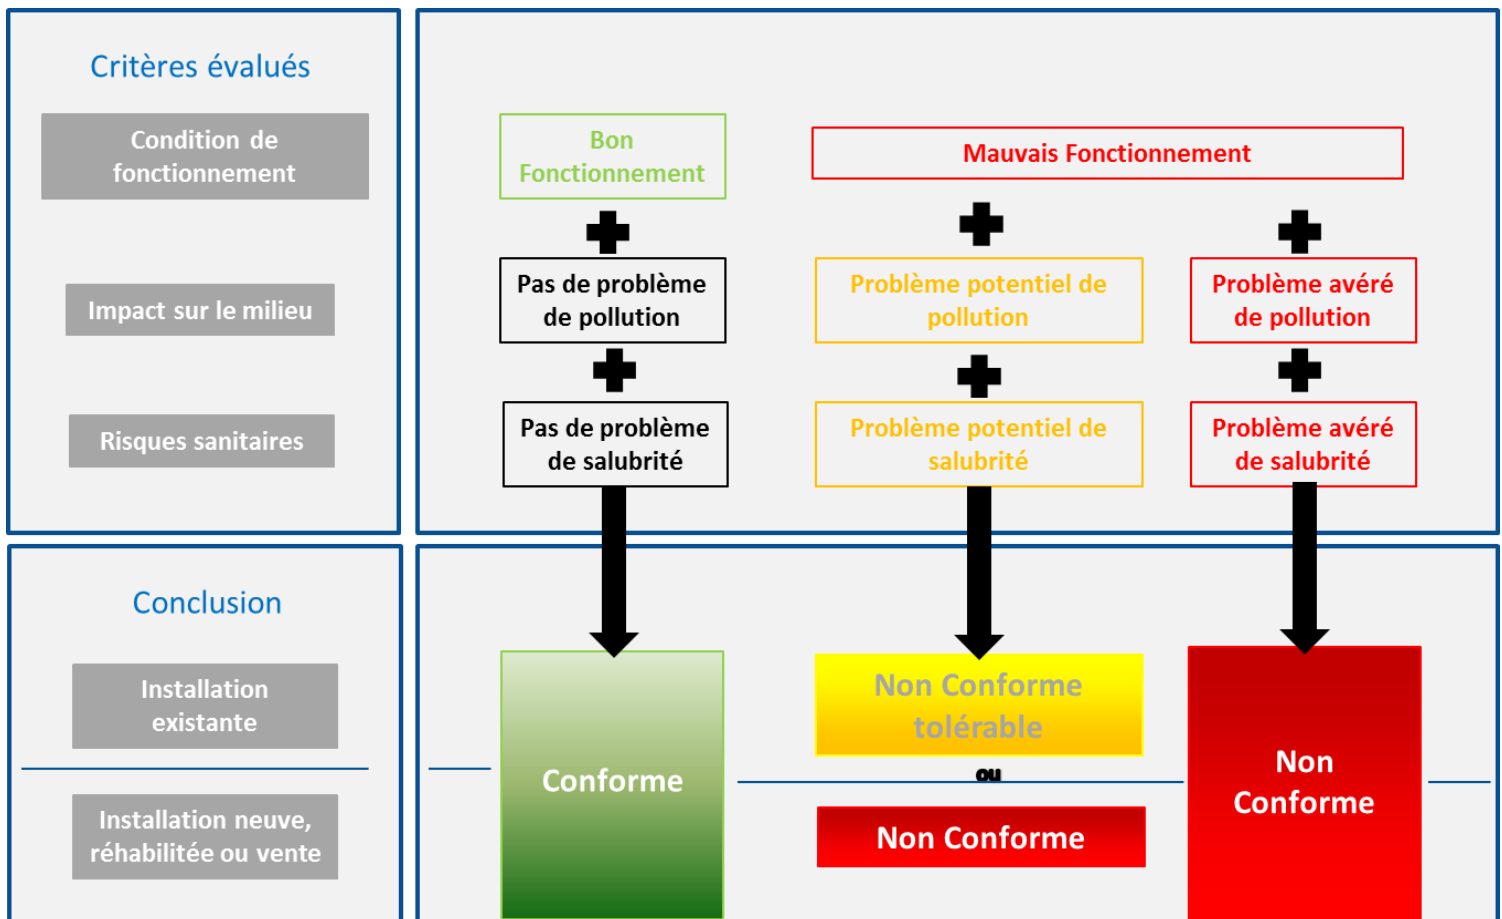 Critères évalués
Condition de
fonctionnement
Bon
Fonctionnement
Mauvais Fonctionnement
Impact sur le milieu
Pas de problème
de pollution
Problème potentiel de
pollution
Problème avéré
de pollution
Risques sanitaires
Pas de problème
de salubrité
Problème potentiel de
salubrité
Problème avéré
de salubrité
Conclusion
Installation
existante
Installation neuve,
réhabilitée ou vente
Conforme
Non Conforme
tolérable
ou
Non Conforme
Non
Conforme